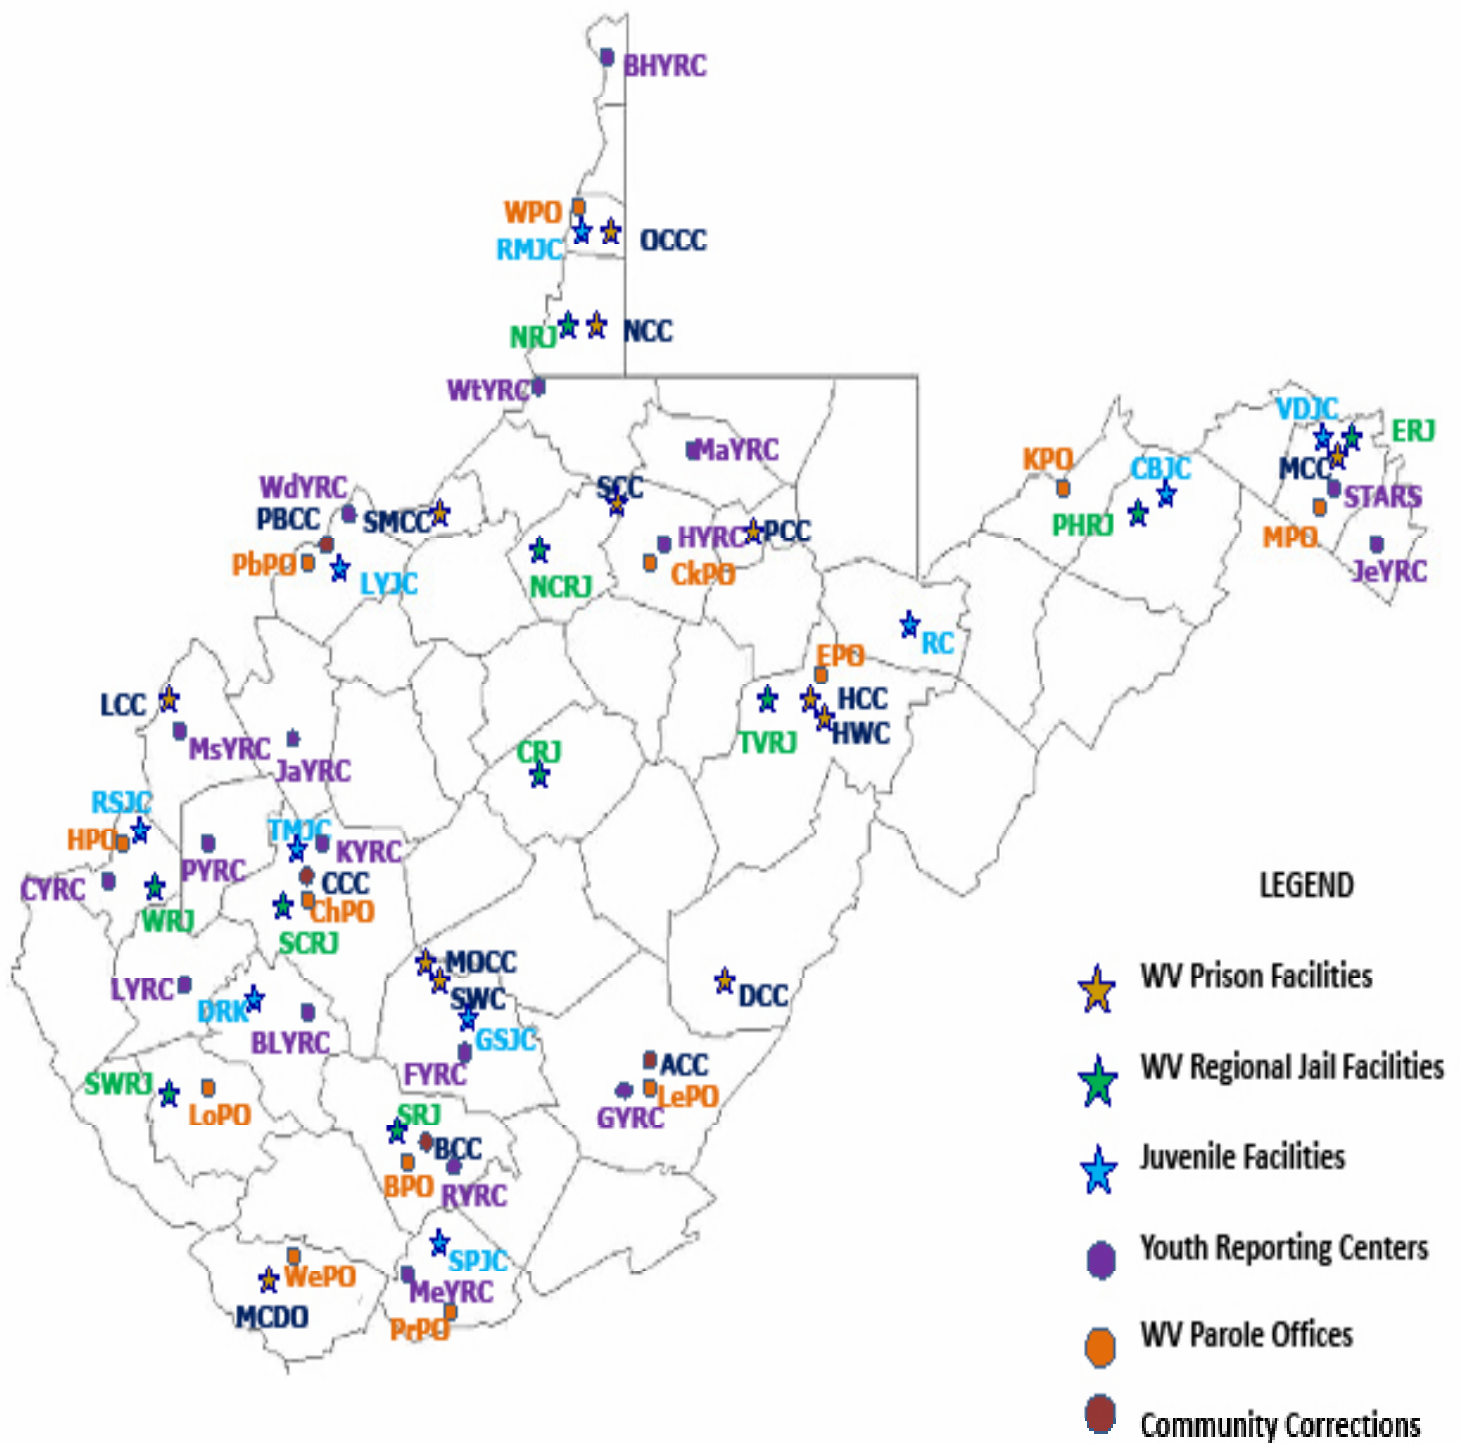 BHYRC
WPO
RMJC
OCCC
NRJ
NCC
WtYRC
MaYRC
VDJC
ERJ
KPO
CBJC
MCC
STARS
PHRJ
MPO
JeYRC
WdYRC
PBCC
SMCC
SCC
PCC
HYRC
PbPO
LYJC
NCRJ
CkPO
RC
EPO
LCC
HCC
HWC
MsYRC
JaYRC
CRJ
TVRJ
RSJC
HPO
TMJC
KYRC
PYRC
CYRC
CCC
ChPO
WRJ
SCRJ
LEGEND
MOCC
SWC
LYRC
DRK
DCC
WV Prison Facilities
BLYRC
GSJC
FYRC
ACC
LePO
GYRC
SWRJ
LoPO
WV Regional Jail Facilities
SRJ
BCC
BPO
RYRC
Juvenile Facilities
SPJC
WePO
MeYRC
MCDO
PrPO
Youth Reporting Centers
WV Parole Offices
Community Corrections